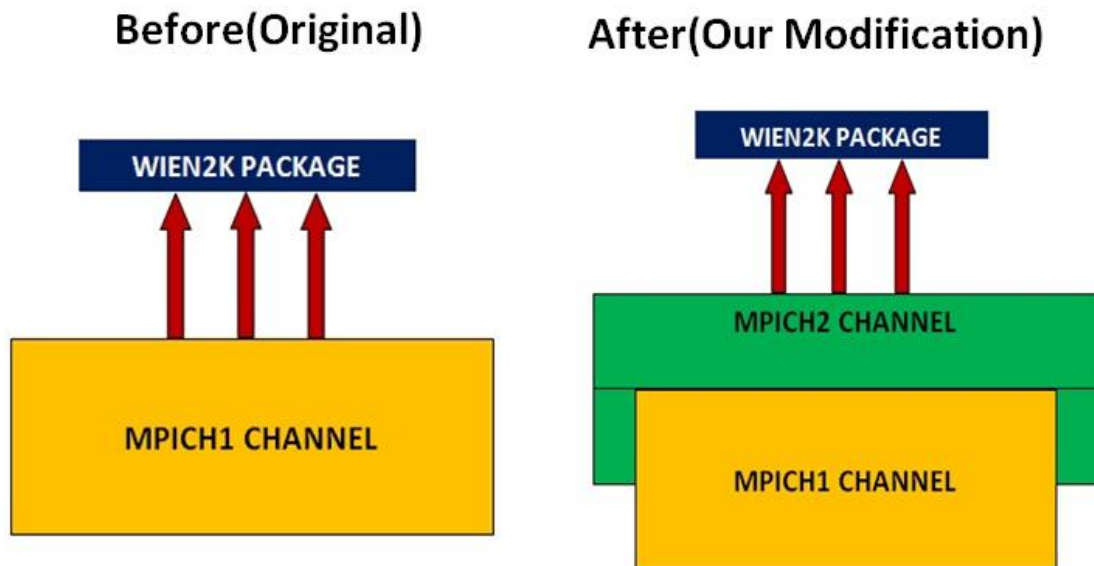 Before(Original)
WIEN2K PACKAGE
MPICH1 CHANNEL
After(Our Modification)
WIEN2K PACKAGE
MPICH2 CHANNEL
MPICH1 CHANNEL